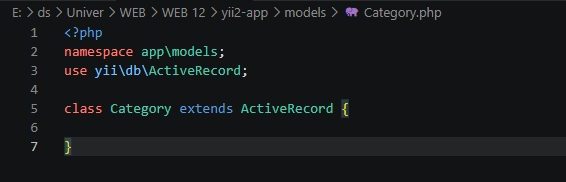 E: > ds > Univer > WEB > WEB 12 > yii2-app > models > Category.php
1 <?php
2 namespace app\models;
3 use yii\db\ActiveRecord;
4
5 class Category extends ActiveRecord {
6
7 }